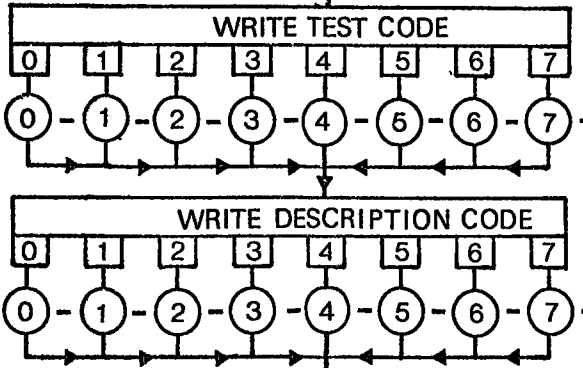 WRITE TEST CODE
0 1 2 3 4 5 6 7
0 - 1 - 2 - 3 - 4 - 5 - 6 - 7 -
WRITE DESCRIPTION CODE
0 1 2 3 4 5 6 7
0 - 1 - 2 - 3 - 4 - 5 - 6 - 7 -